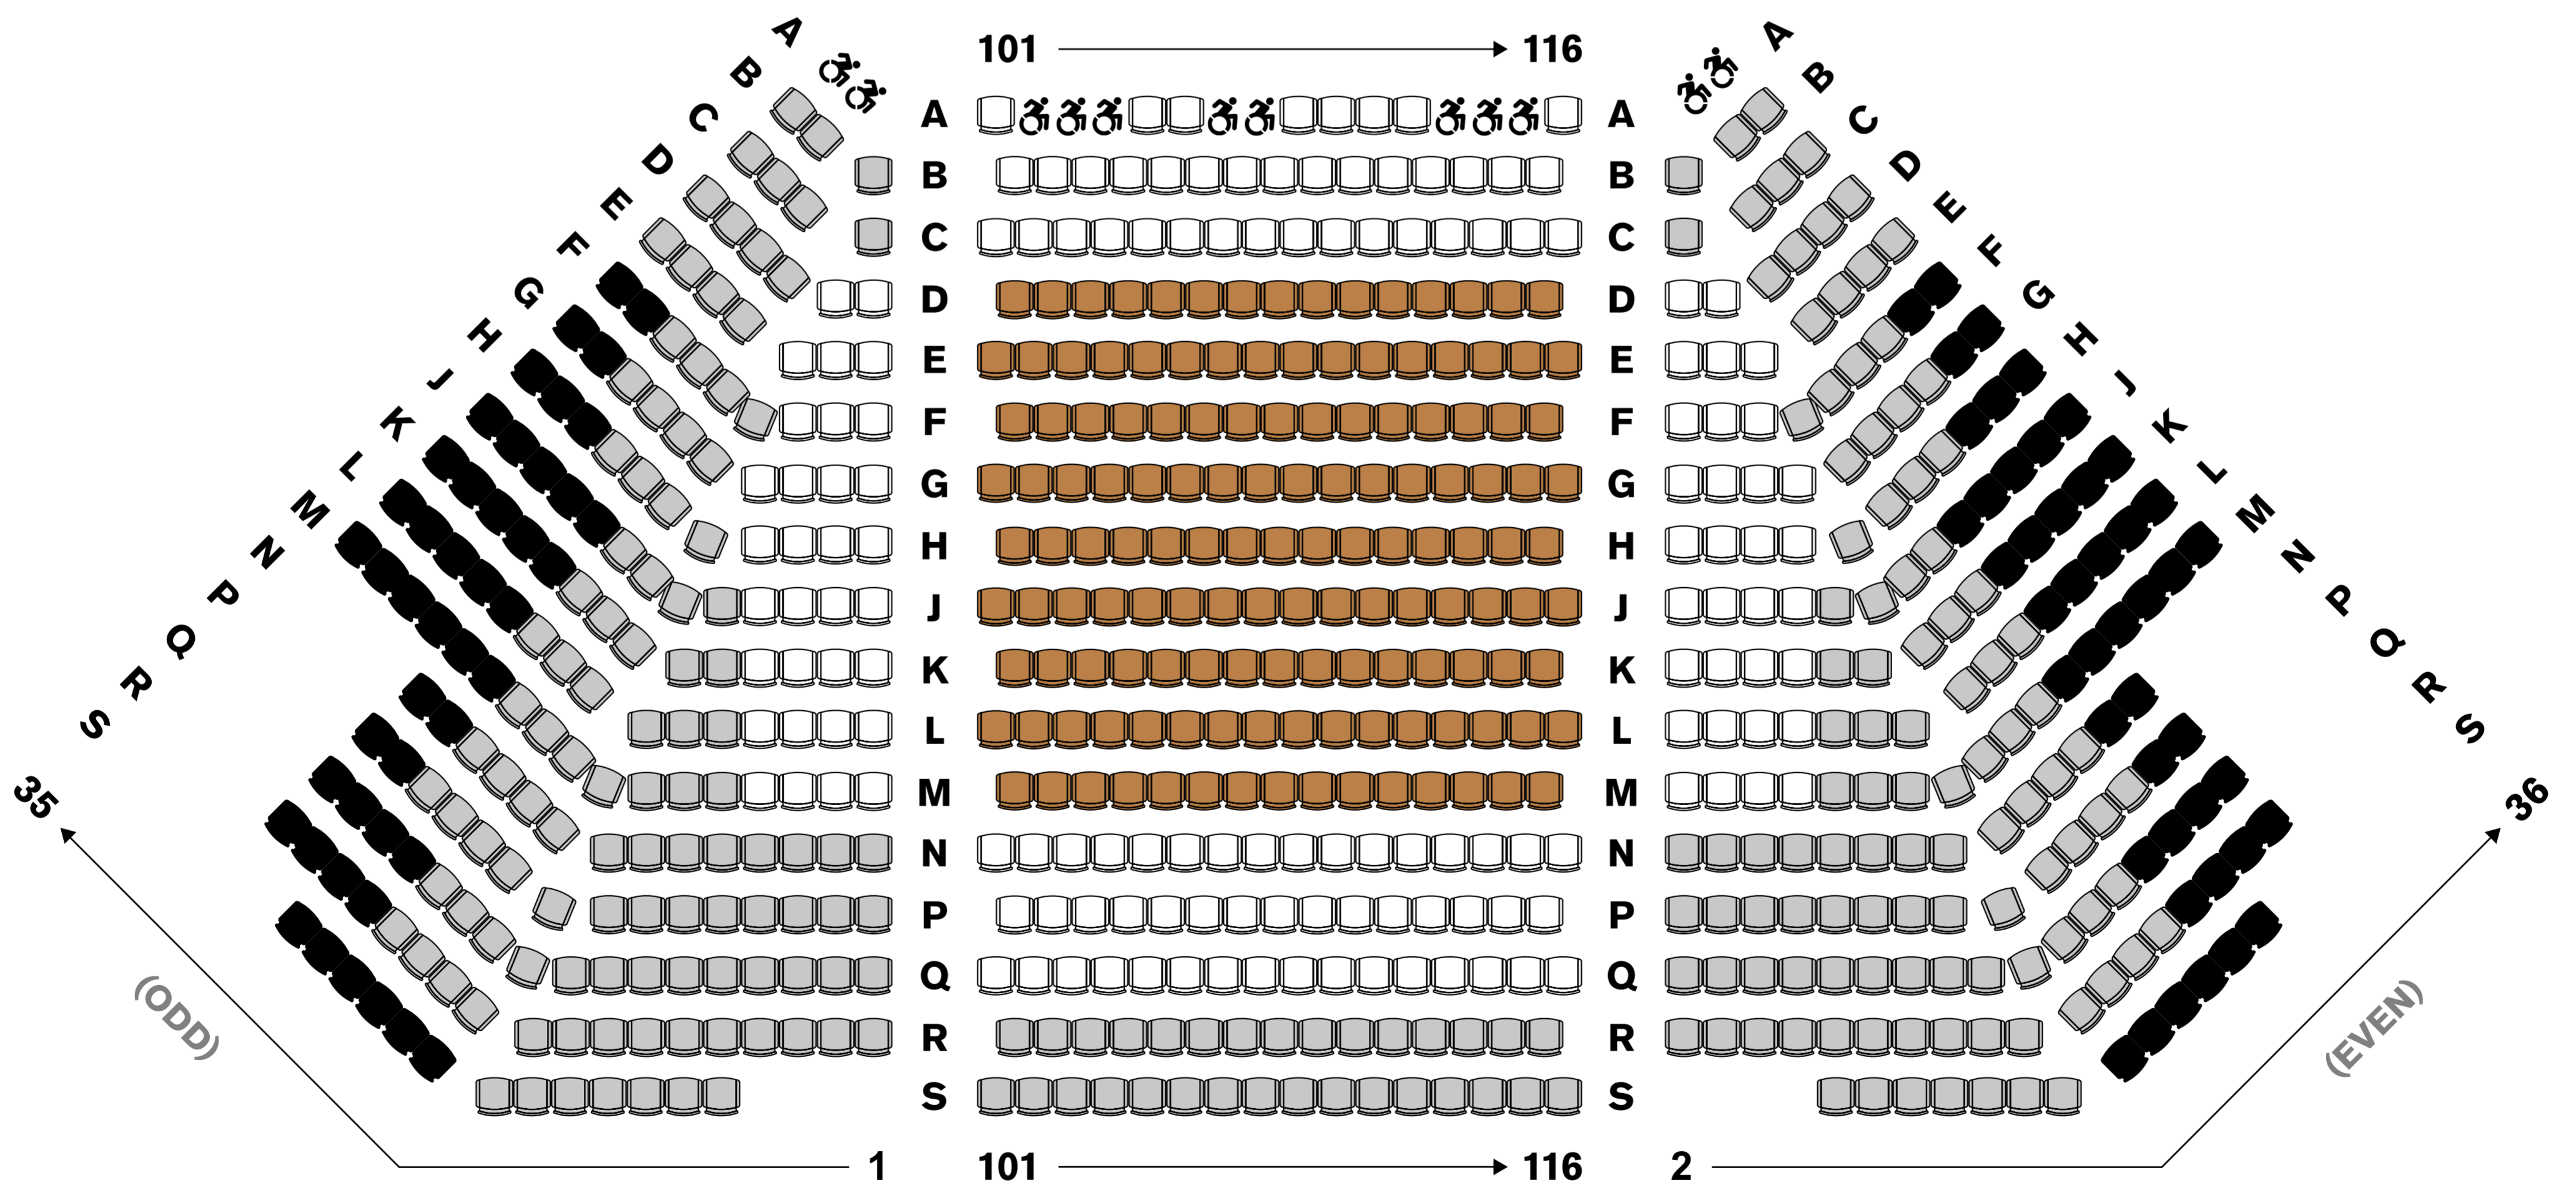 101 116
A B C D E F G H J K L M N P Q R S
A B C D E F G H J K L M N P Q R S
A B C D E F G H J K L M N P Q R S
A B C D E F G H J K L M N P Q R S
35
(ODD)
1
101 116
2
(EVEN)
36